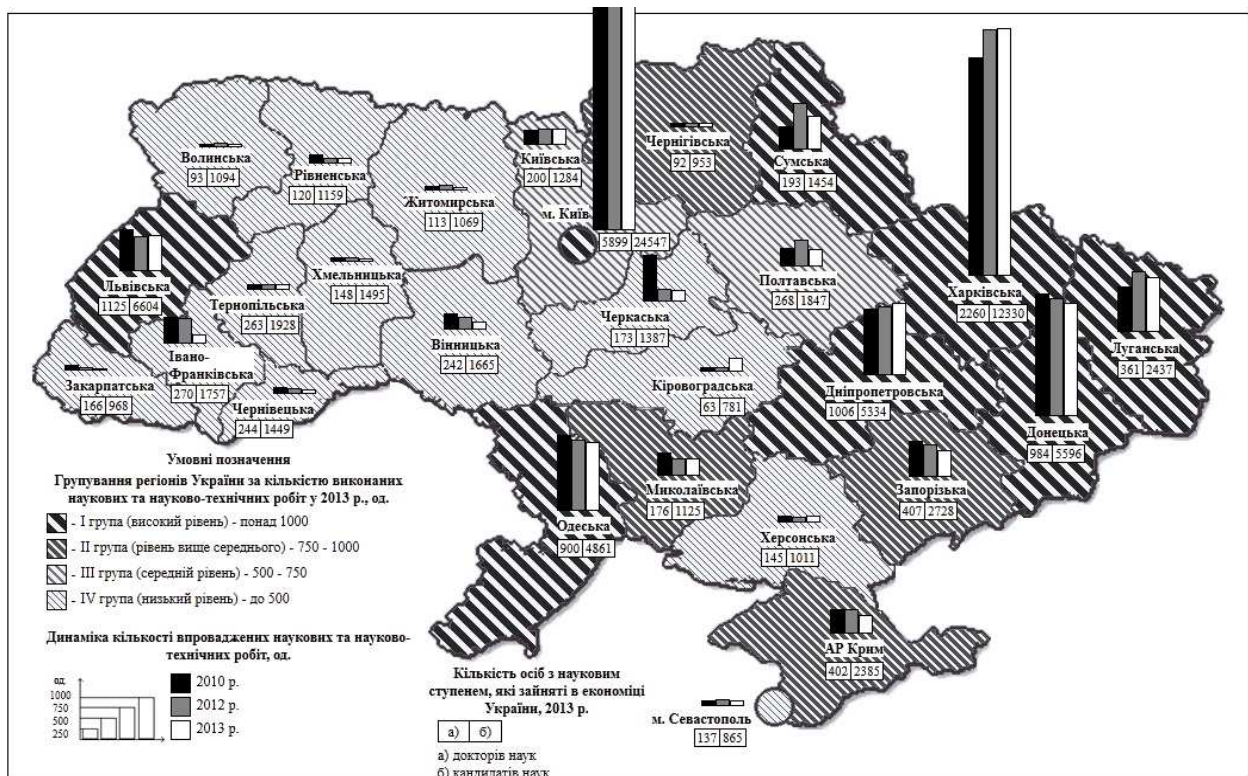 Волинська
93 1094
Рівненська
120 1159
Житомирська
113 1069
Київська
200 1284
м. Київ
5899 24547
Чернігівська
92 953
Сумська
193 1454
Львівська
1125 6604
Тернопільська
263 1928
Хмельницька
148 1495
Вінницька
242 1665
Черкаська
173 1387
Полтавська
268 1847
Харківська
2260 12330
Луганська
361 2437
Закарпатська
166 968
Івано-
Франківська
270 1757
Чернівецька
244 1449
Кіровоградська
63 781
Дніпропетровська
1006 5334
Донецька
984 5596
Одеська
900 4861
Миколаївська
176 1125
Запорізька
407 2728
Херсонська
145 1011
АР Крим
402 2385
м. Севастополь
137 865
Умовні позначення
Групування регіонів України за кількістю виконаних
наукових та науково-технічних робіт у 2013 р., од.
- I група (високий рівень) - понад 1000
- II група (рівень вище середнього) - 750 - 1000
- III група (середній рівень) - 500 - 750
- IV група (низький рівень) - до 500
Динаміка кількості впроваджених наукових та науково-
технічних робіт, од.
од.
1000
750
500
250
2010 р.
2012 р.
2013 р.
Кількість осіб з науковим
ступенем, які зайняті в економіці
України, 2013 р.
а) б)
а) докторів наук
б) кандидатів наук